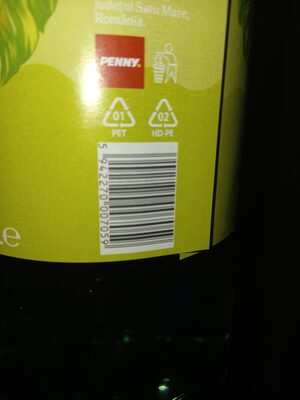 județul Satu Mare,
România.
PENNY.
01
PET
02
HD-PE
5 942270 007059
e